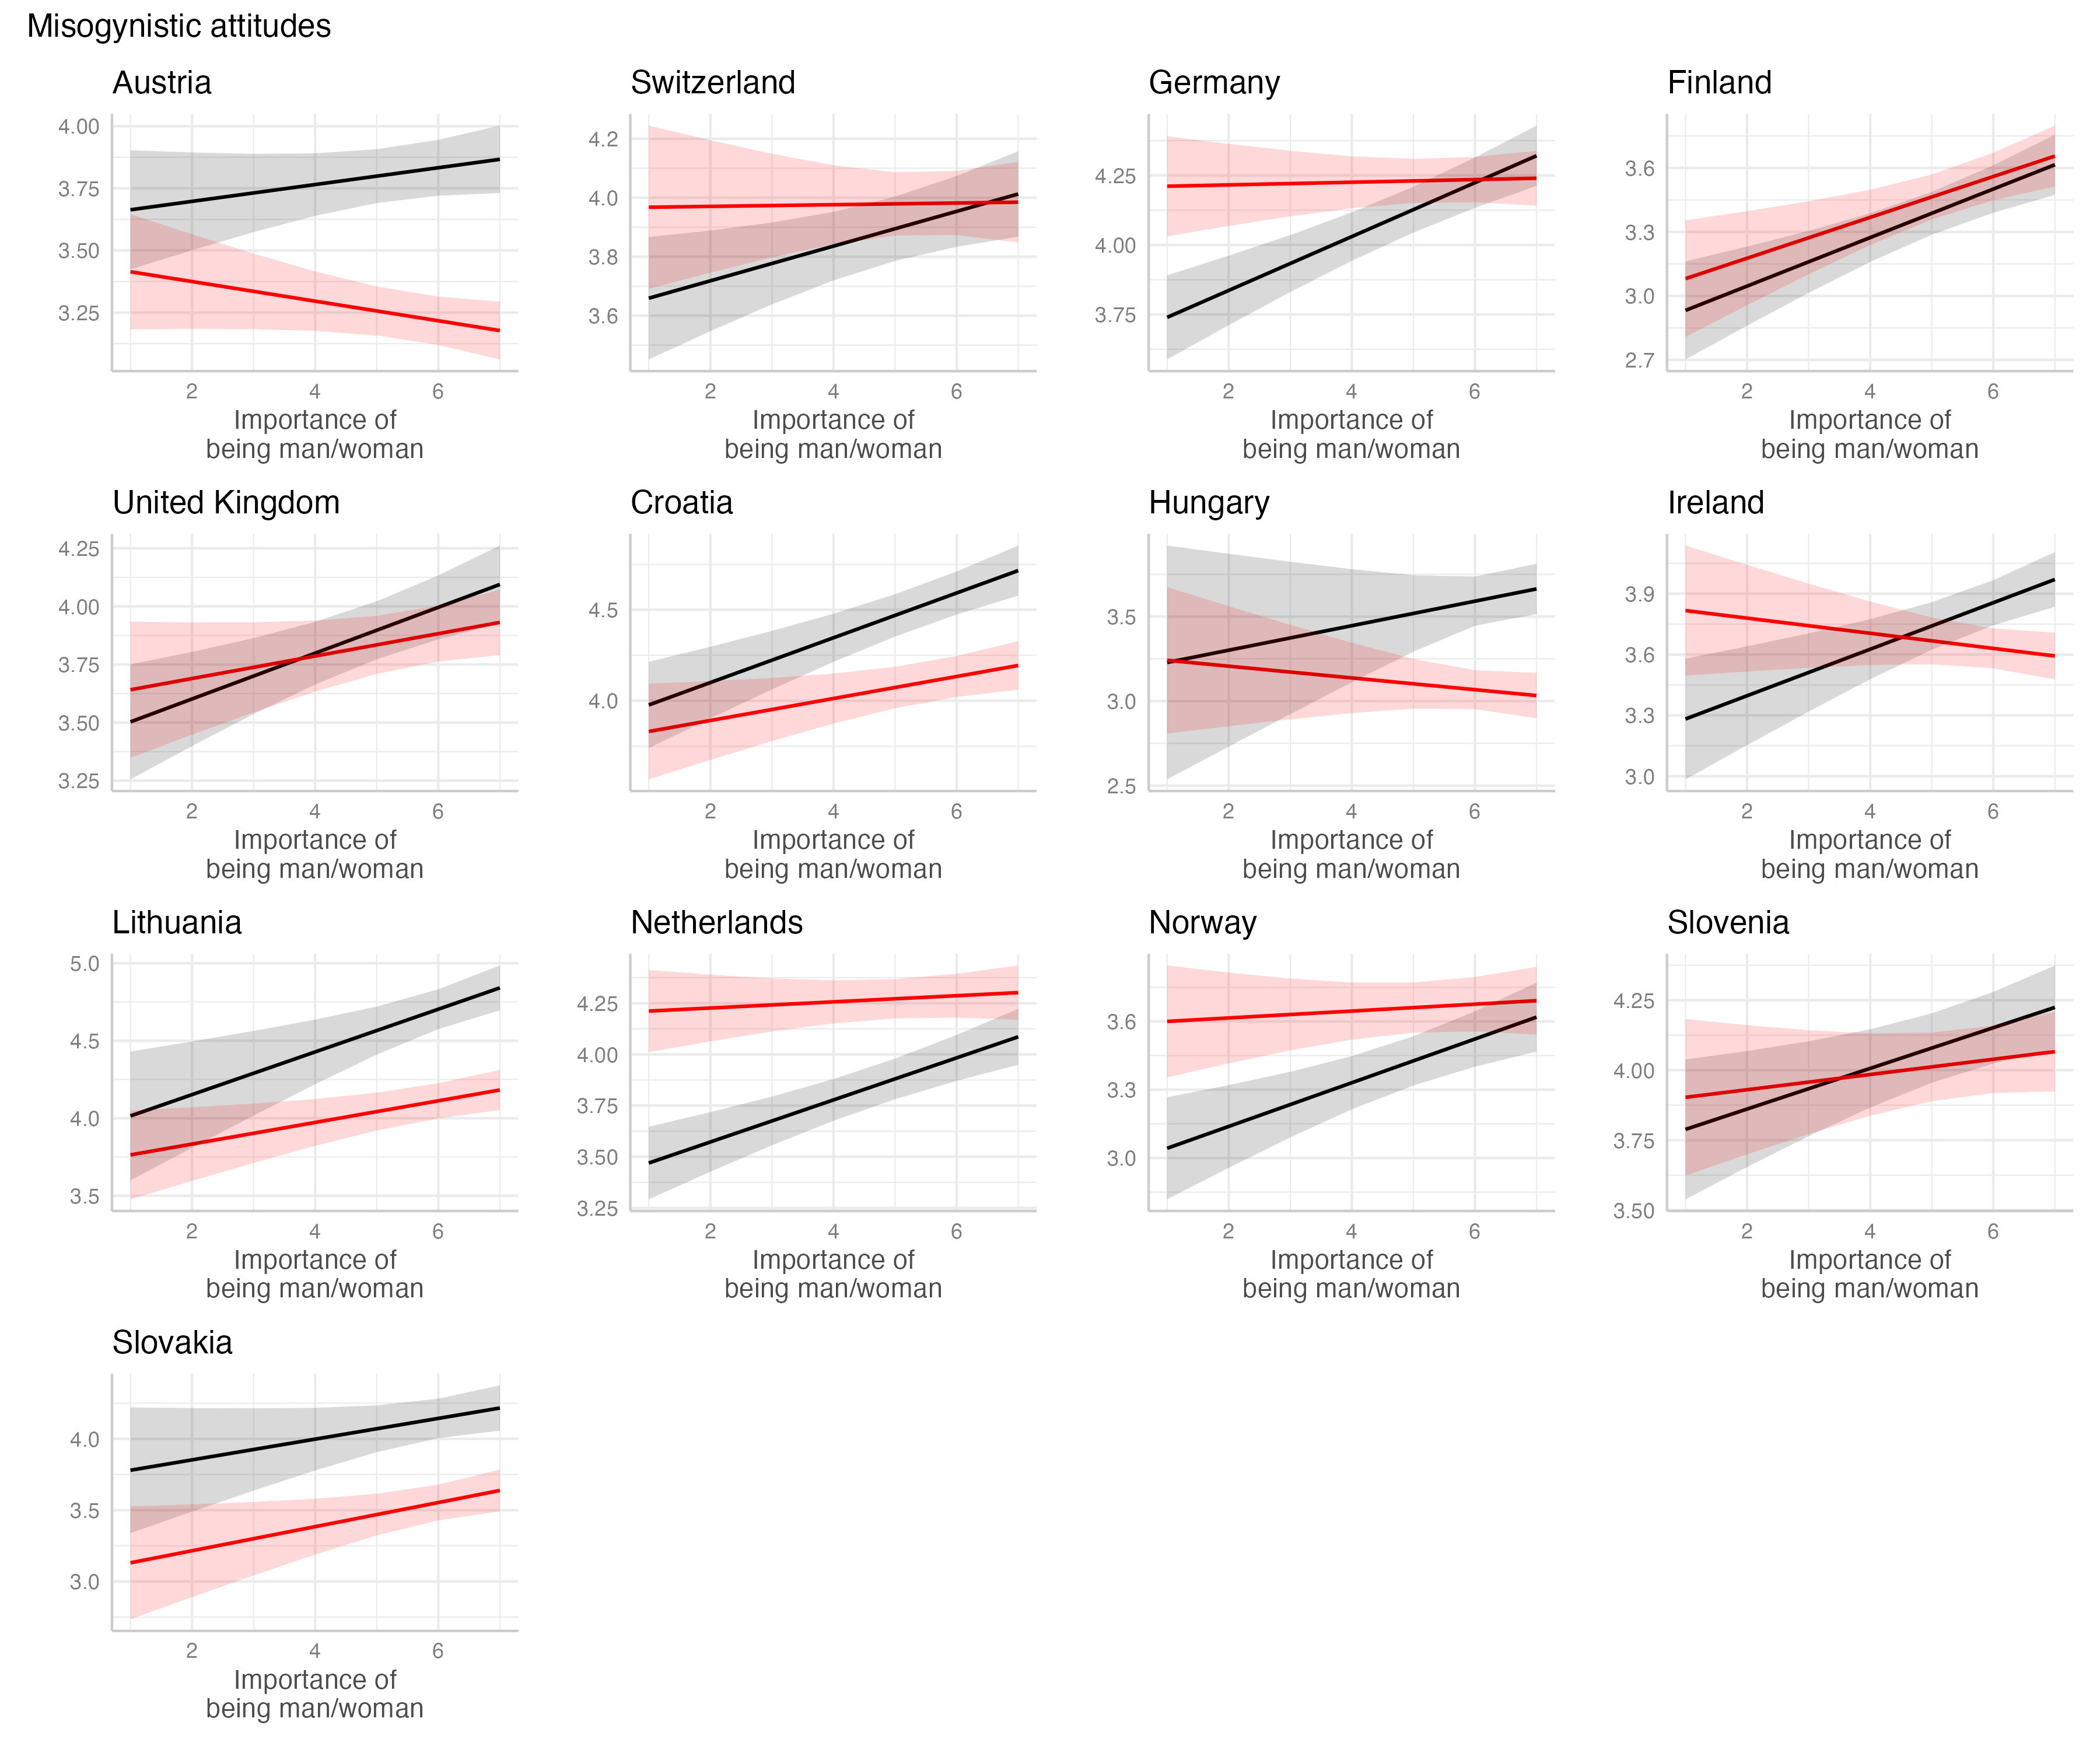 Misogynistic attitudes
Austria
4.00
3.75
3.50
3.25
2 4 6
Importance of
being man/woman
Switzerland
4.2
4.0
3.8
3.6
2 4 6
Importance of
being man/woman
Germany
4.25
4.00
3.75
2 4 6
Importance of
being man/woman
Finland
3.6
3.3
3.0
2.7
2 4 6
Importance of
being man/woman
United Kingdom
4.25
4.00
3.75
3.50
3.25
2 4 6
Importance of
being man/woman
Croatia
4.5
4.0
2 4 6
Importance of
being man/woman
Hungary
3.5
3.0
2.5
2 4 6
Importance of
being man/woman
Ireland
3.9
3.6
3.3
3.0
2 4 6
Importance of
being man/woman
Lithuania
5.0
4.5
4.0
3.5
2 4 6
Importance of
being man/woman
Netherlands
4.25
4.00
3.75
3.50
3.25
2 4 6
Importance of
being man/woman
Norway
3.6
3.3
3.0
2 4 6
Importance of
being man/woman
Slovenia
4.25
4.00
3.75
3.50
2 4 6
Importance of
being man/woman
Slovakia
4.0
3.5
3.0
2 4 6
Importance of
being man/woman